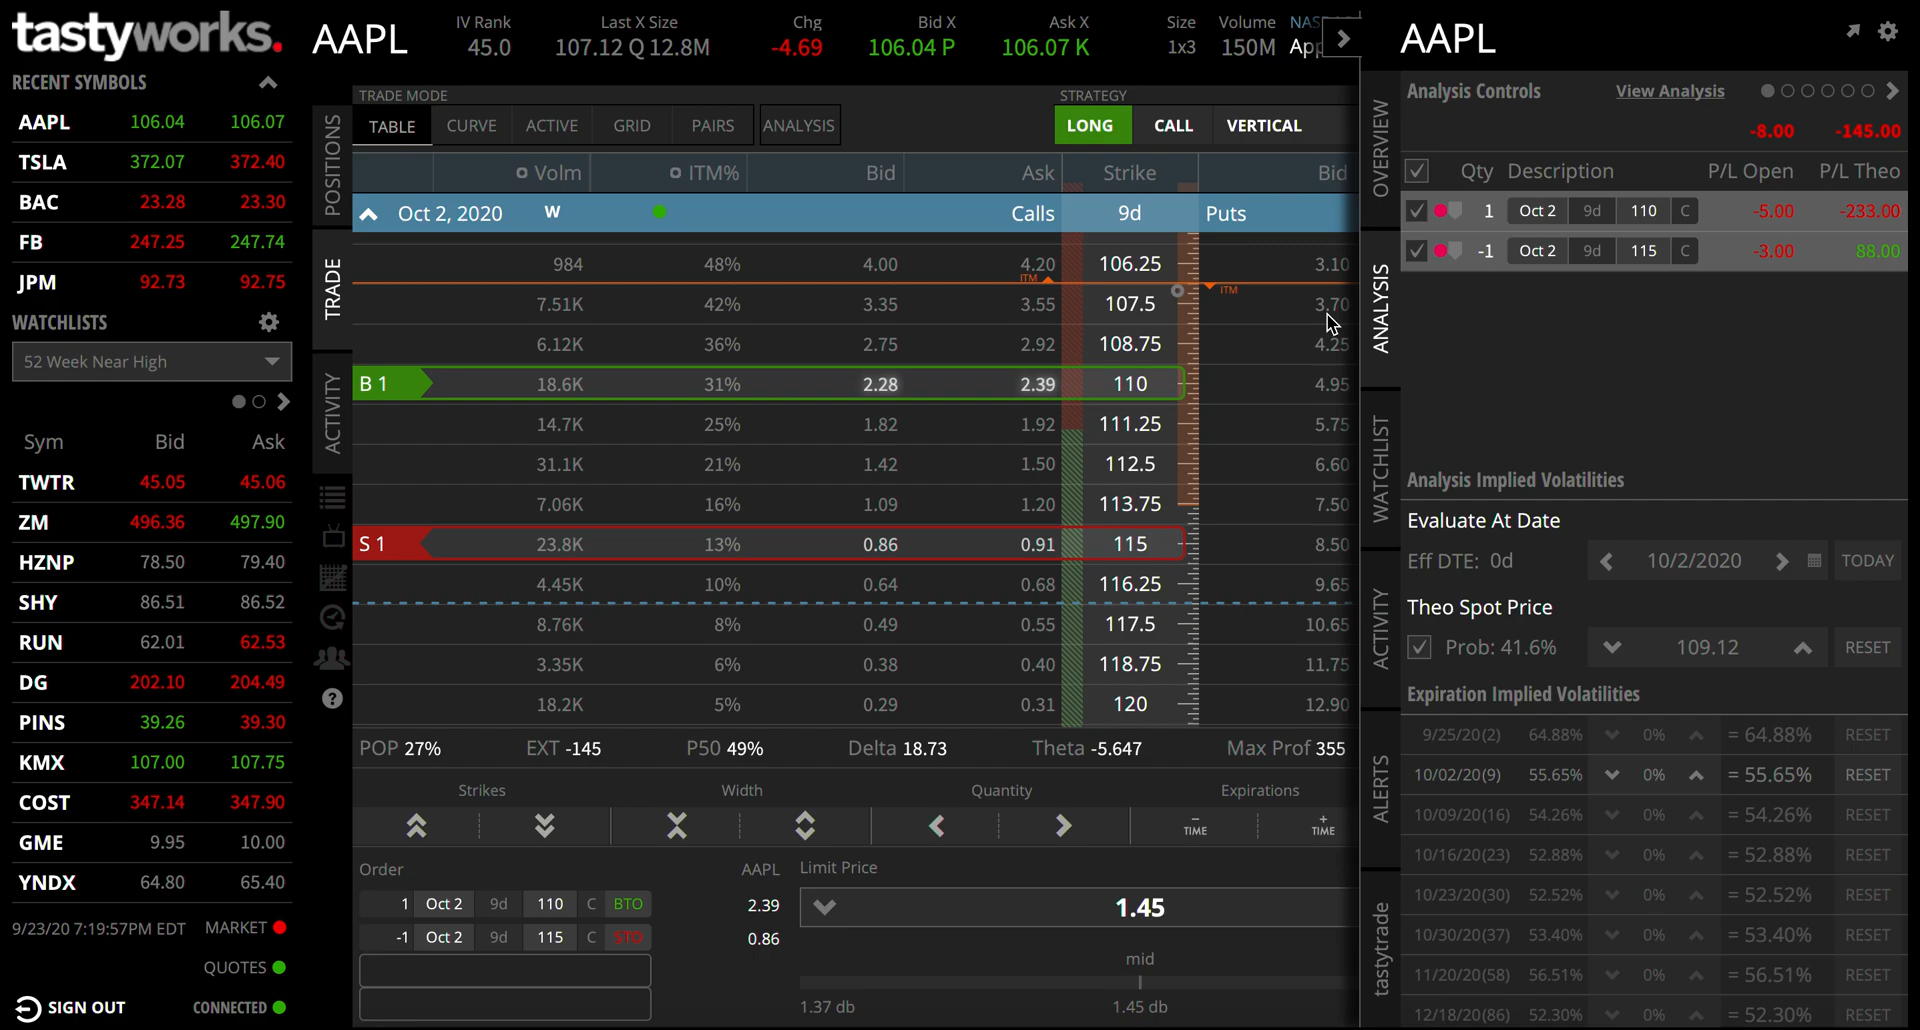 tastyworks.
RECENT SYMBOLS
AAPL 106.04 106.07
TSLA 372.07 372.40
BAC 23.28 23.30
FB 247.25 247.74
JPM 92.73 92.75
WATCHLISTS
52 Week Near High
Sym Bid Ask
TWTR 45.05 45.06
ZM 496.36 497.90
HZNP 78.50 79.40
SHY 86.51 86.52
RUN 62.01 62.53
DG 202.10 204.49
PINS 39.26 39.30
KMX 107.00 107.75
COST 347.14 347.90
GME 9.95 10.00
YNDX 64.80 65.40
9/23/20 7:19:57PM EDT MARKET
QUOTES
SIGN OUT CONNECTED
AAPL
IV Rank Last X Size Chg Bid X Ask X Size Volume
45.0 107.12 Q 12.8M -4.69 106.04 P 106.07 K 1x3 150M
POSITIONS
TRADE
ACTIVITY
TRADE MODE STRATEGY
TABLE CURVE ACTIVE GRID PAIRS ANALYSIS LONG CALL VERTICAL
Volm ITM% Bid Ask Strike Bid
Oct 2, 2020 W Calls 9d Puts
984 48% 4.00 4.20 106.25 3.10
ITM ITM
7.51K 42% 3.35 3.55 107.5 3.70
6.12K 36% 2.75 2.92 108.75 4.25
B 1 18.6K 31% 2.28 2.39 110 4.95
14.7K 25% 1.82 1.92 111.25 5.75
31.1K 21% 1.42 1.50 112.5 6.60
7.06K 16% 1.09 1.20 113.75 7.50
S 1 23.8K 13% 0.86 0.91 115 8.50
4.45K 10% 0.64 0.68 116.25 9.65
8.76K 8% 0.49 0.55 117.5 10.65
3.35K 6% 0.38 0.40 118.75 11.75
18.2K 5% 0.29 0.31 120 12.90
POP 27% EXT -145 P50 49% Delta 18.73 Theta -5.647 Max Prof 355
Strikes Width Quantity Expirations
− TIME + TIME
Order AAPL Limit Price
1 Oct 2 9d 110 C BTO 2.39
-1 Oct 2 9d 115 C STO 0.86
1.45
mid
1.37 db 1.45 db
OVERVIEW
ANALYSIS
WATCHLIST
ACTIVITY
ALERTS
tastytrade
AAPL
Analysis Controls View Analysis
-8.00 -145.00
Qty Description P/L Open P/L Theo
1 Oct 2 9d 110 C -5.00 -233.00
-1 Oct 2 9d 115 C -3.00 88.00
Analysis Implied Volatilities
Evaluate At Date
Eff DTE: 0d 10/2/2020 TODAY
Theo Spot Price
Prob: 41.6% 109.12 RESET
Expiration Implied Volatilities
9/25/20(2) 64.88% 0% = 64.88% RESET
10/02/20(9) 55.65% 0% = 55.65% RESET
10/09/20(16) 54.26% 0% = 54.26% RESET
10/16/20(23) 52.88% 0% = 52.88% RESET
10/23/20(30) 52.52% 0% = 52.52% RESET
10/30/20(37) 53.40% 0% = 53.40% RESET
11/20/20(58) 56.51% 0% = 56.51% RESET
12/18/20(86) 52.30% 0% = 52.30% RESET